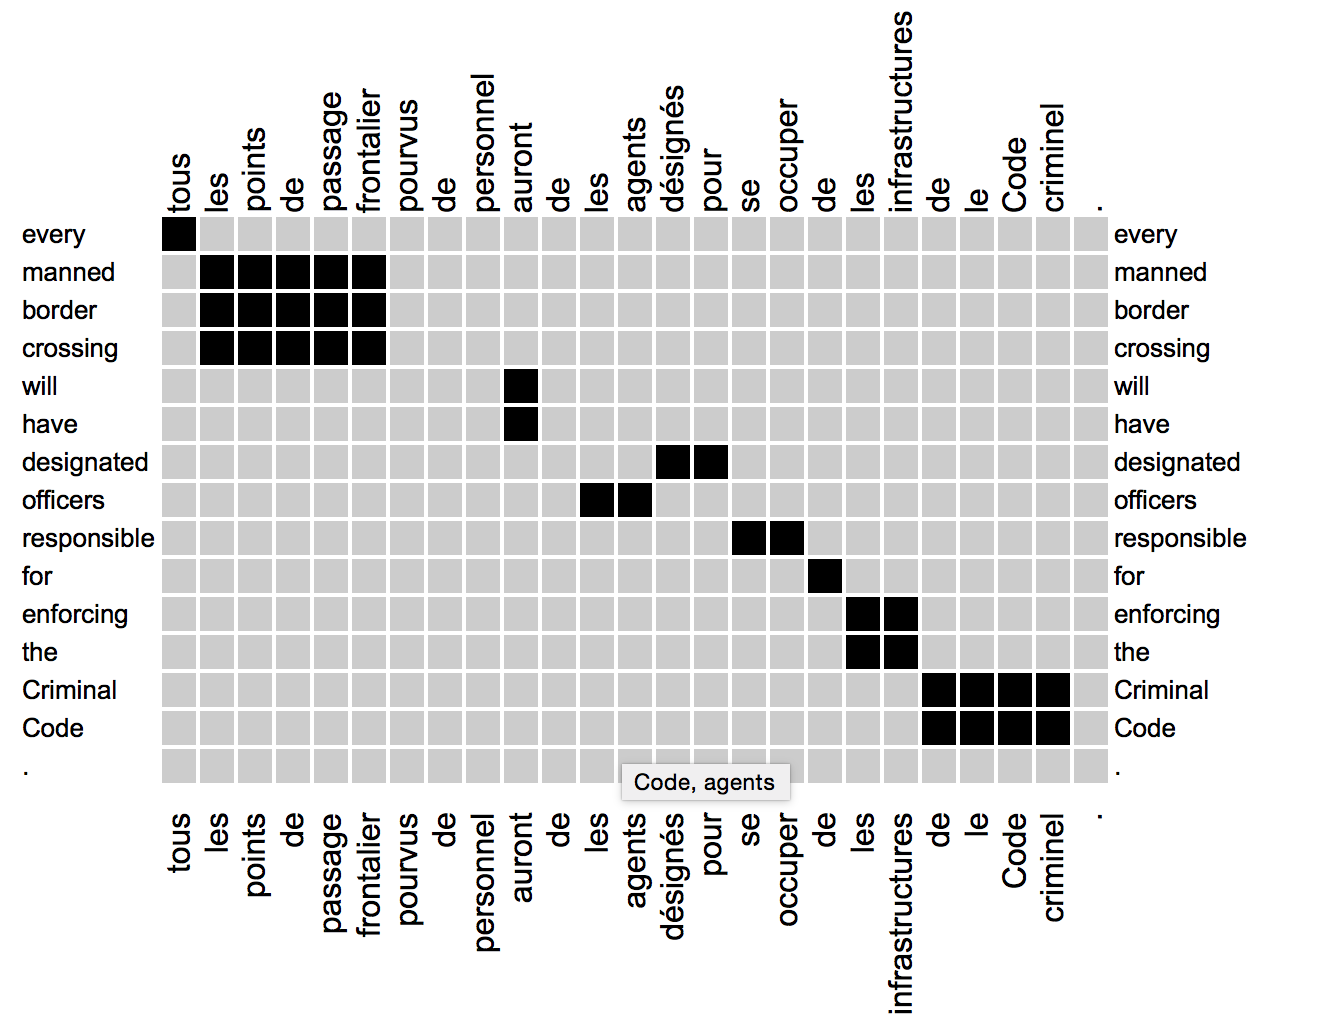 tous les points de passage frontalier pourvus de personnel auront de les agents désignés pour se occuper de les infrastructures de le Code criminel .
every every
manned manned
border border
crossing crossing
will will
have have
designated designated
officers officers
responsible responsible
for for
enforcing enforcing
the the
Criminal Criminal
Code Code
. .
Code, agents
tous les points de passage frontalier pourvus de personnel auront de les agents désignés pour se occuper de les infrastructures de le Code criminel .